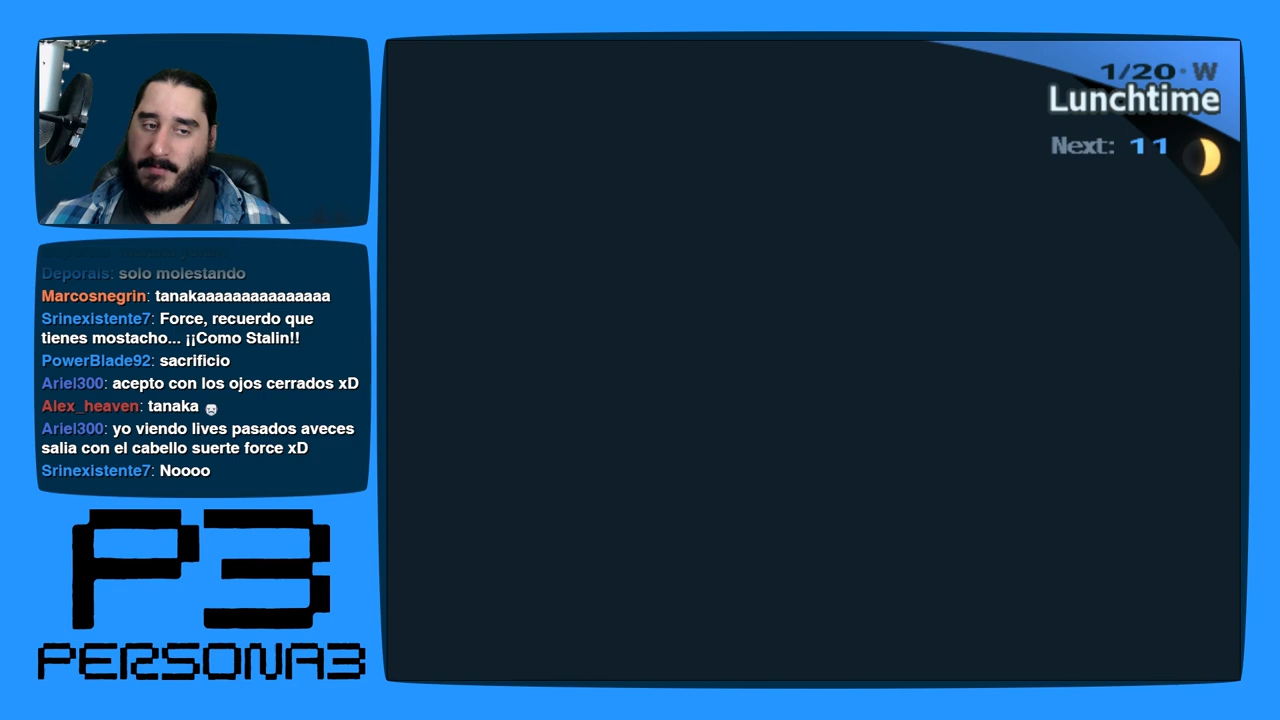 1/20·W
Lunchtime
Next: 11
Deporais: solo molestando
Marcosnegrin: tanakaaaaaaaaaaaaaaa
Srinexistente7: Force, recuerdo que
tienes mostacho... ¡¡Como Stalin!!
PowerBlade92: sacrificio
Ariel300: acepto con los ojos cerrados xD
Alex_heaven: tanaka
Ariel300: yo viendo lives pasados aveces
salia con el cabello suerte force xD
Srinexistente7: Noooo
P3
PERSONA3